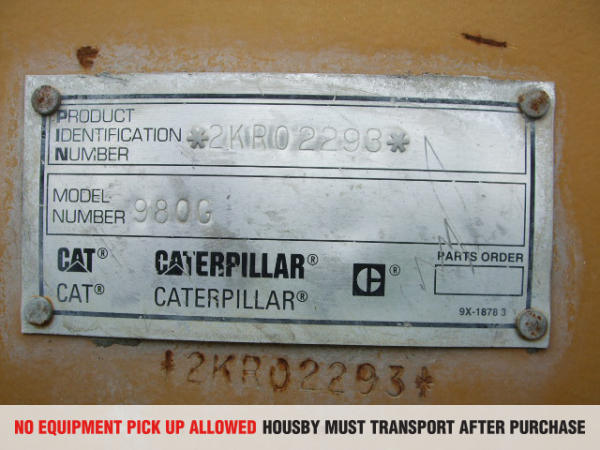 PRODUCT
IDENTIFICATION
NUMBER
*2KR02293*
MODEL
NUMBER
980G
CAT® CATERPILLAR® C®
CAT® CATERPILLAR®
PARTS ORDER
9X-1878 3
*2KR02293*
NO EQUIPMENT PICK UP ALLOWED HOUSBY MUST TRANSPORT AFTER PURCHASE